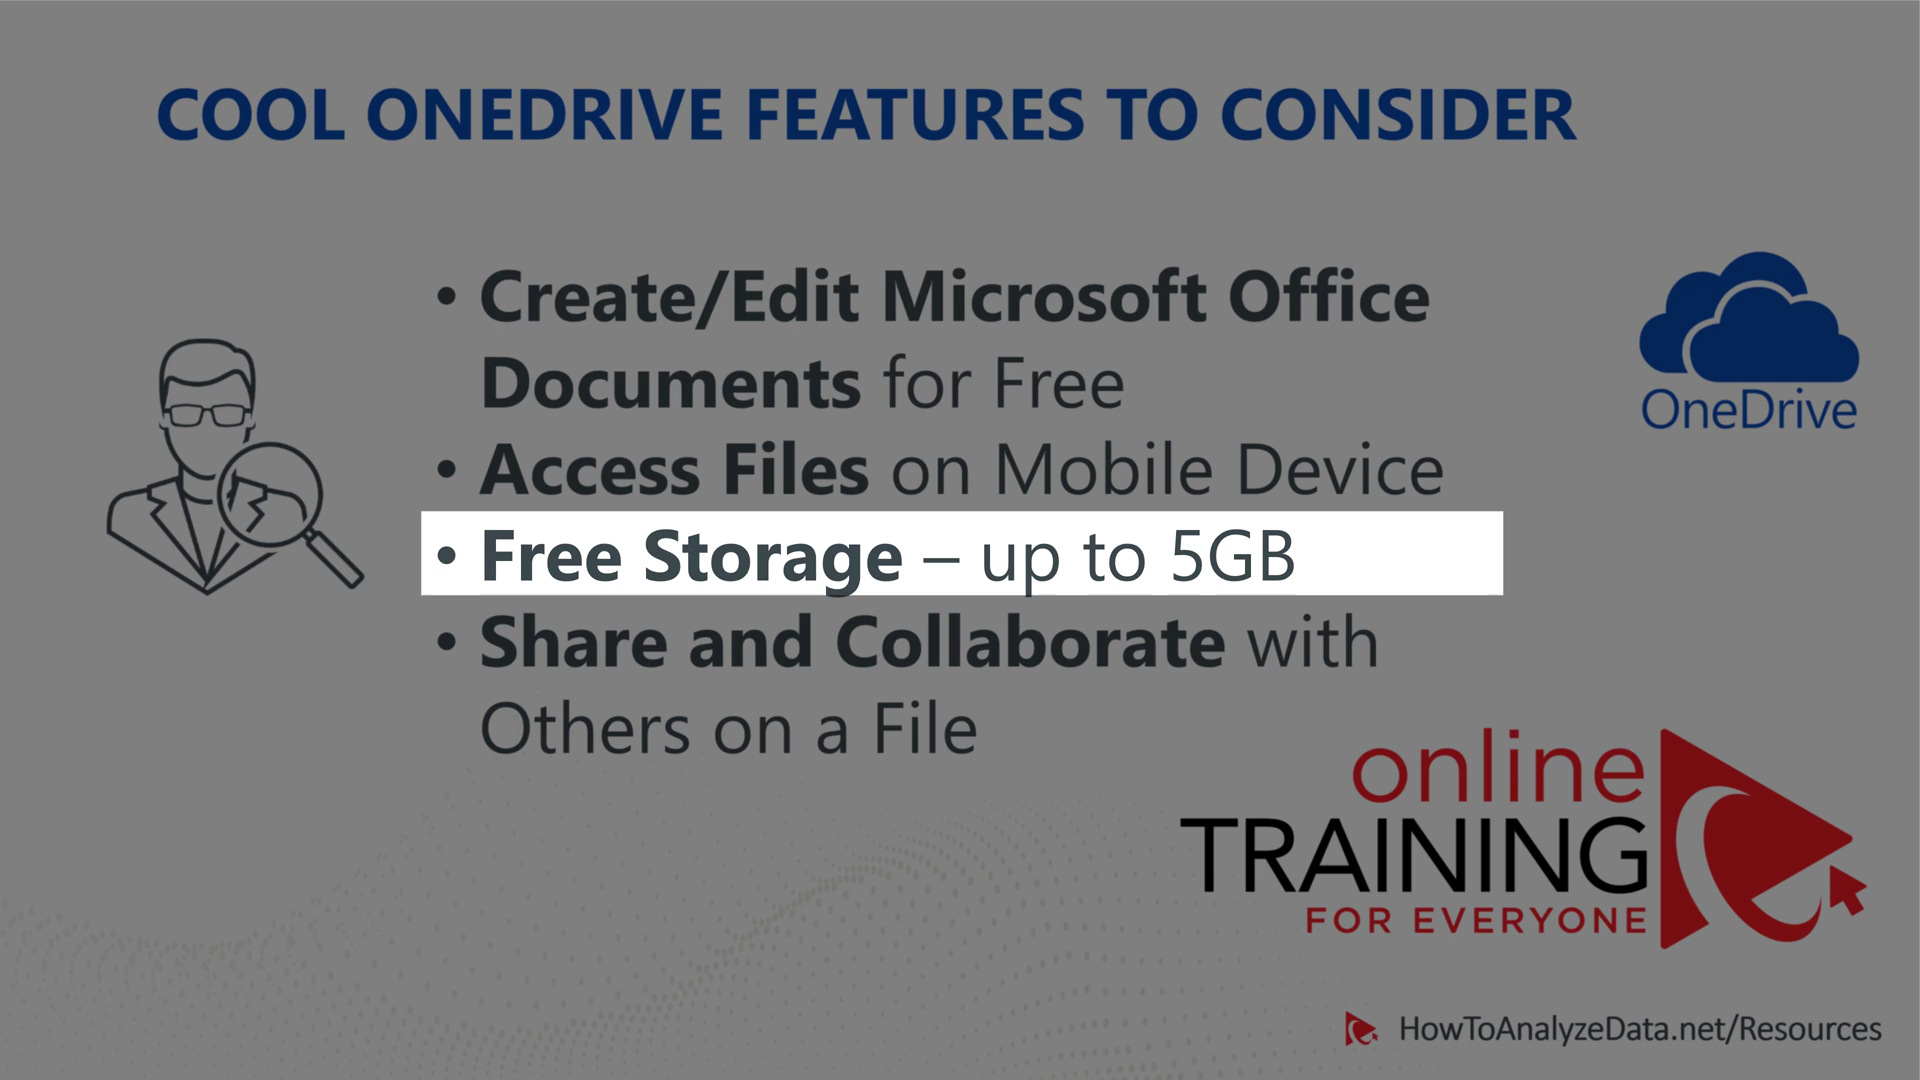 COOL ONEDRIVE FEATURES TO CONSIDER
• Create/Edit Microsoft Office
Documents for Free
• Access Files on Mobile Device
• Free Storage – up to 5GB
• Share and Collaborate with
Others on a File
OneDrive
online
TRAINING
FOR EVERYONE
HowToAnalyzeData.net/Resources